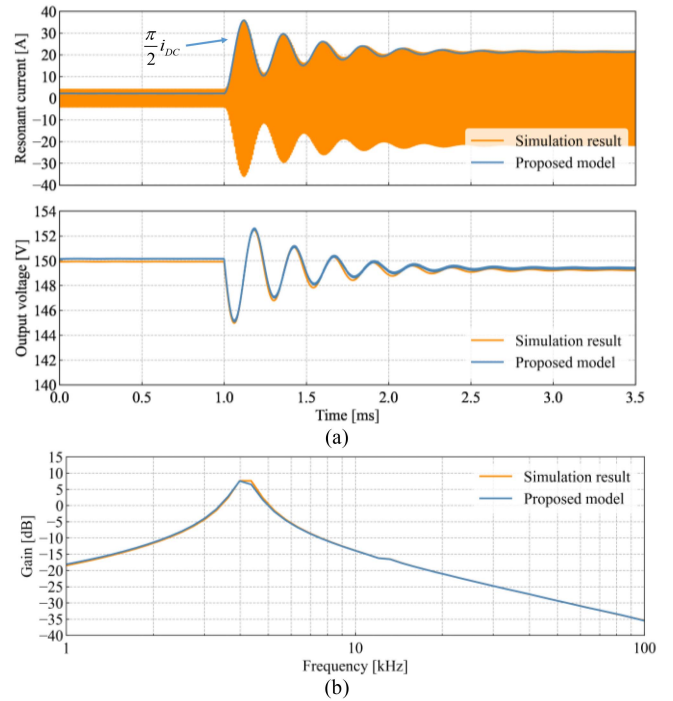 40
30
20
10
0
−10
−20
−30
−40
Resonant current [A]
π/2 i_DC
Simulation result
Proposed model
154
152
150
148
146
144
142
140
Output voltage [V]
Simulation result
Proposed model
0.0 0.5 1.0 1.5 2.0 2.5 3.0 3.5
Time [ms]
(a)
15
10
5
0
−5
−10
−15
−20
−25
−30
−35
−40
Gain [dB]
Simulation result
Proposed model
1 10 100
Frequency [kHz]
(b)